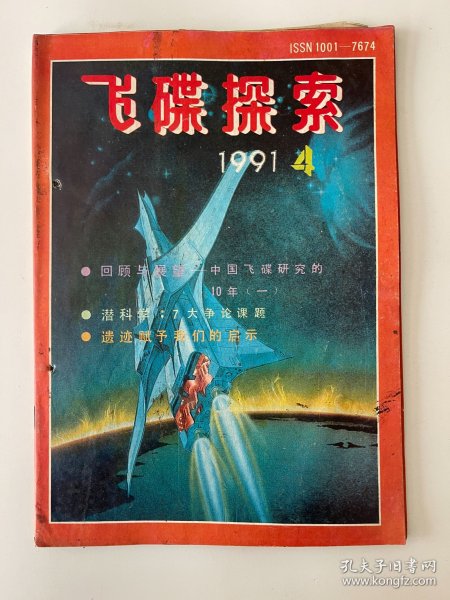 ISSN 1001—7674
飞碟探索
1991 4
● 回顾与展望——中国飞碟研究的
10年(一)
● 潜科学:7大争论课题
● 遗迹赋予我们的启示
孔夫子旧书网
www.kongfz.com